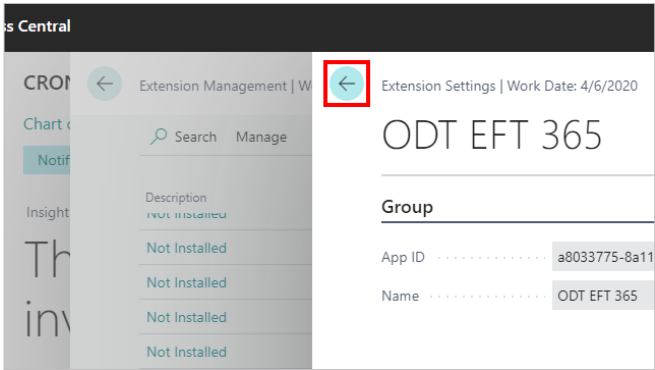 ss Central
CRON
Extension Management | W
Extension Settings | Work Date: 4/6/2020
Chart
Search Manage
ODT EFT 365
Notif
Insight
Description
Group
Not Installed
Th
Not Installed
App ID a8033775-8a11
Not Installed
Name ODT EFT 365
inv
Not Installed
Not Installed